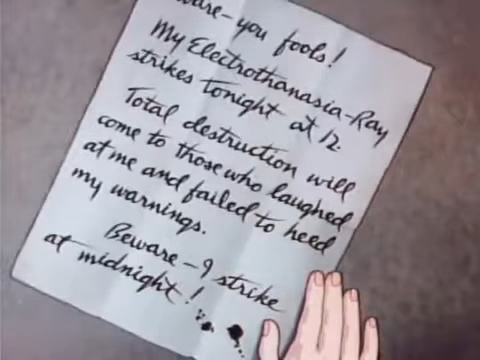 ware-you fools!
My Electrothanasia-Ray
strikes tonight at 12.
Total destruction will
come to those who laughed
at me and failed to heed
my warnings.
Beware-I strike
at midnight!